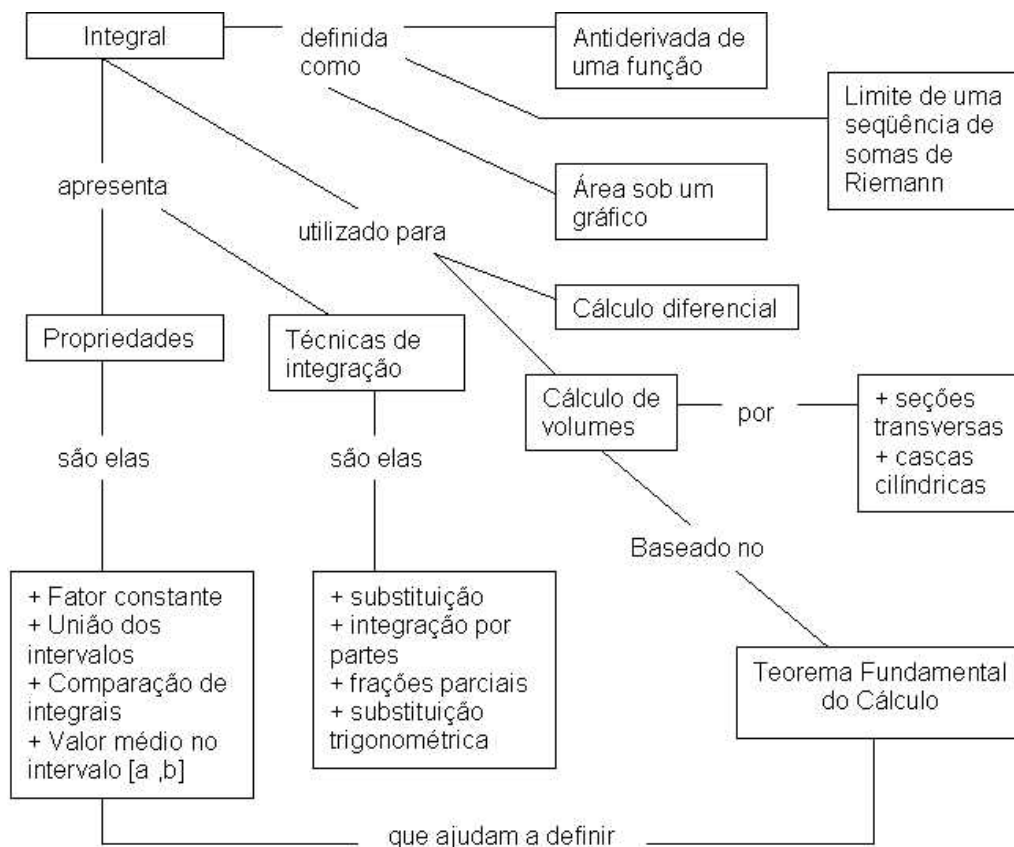 Integral
definida
como
Antiderivada de
uma função
Limite de uma
seqüência de
somas de
Riemann
apresenta
Área sob um
gráfico
utilizado para
Cálculo diferencial
Propriedades
Técnicas de
integração
Cálculo de
volumes
por
+ seções
transversas
+ cascas
cilíndricas
são elas
são elas
Baseado no
+ Fator constante
+ União dos
intervalos
+ Comparação de
integrais
+ Valor médio no
intervalo [a ,b]
+ substituição
+ integração por
partes
+ frações parciais
+ substituição
trigonométrica
Teorema Fundamental
do Cálculo
que ajudam a definir